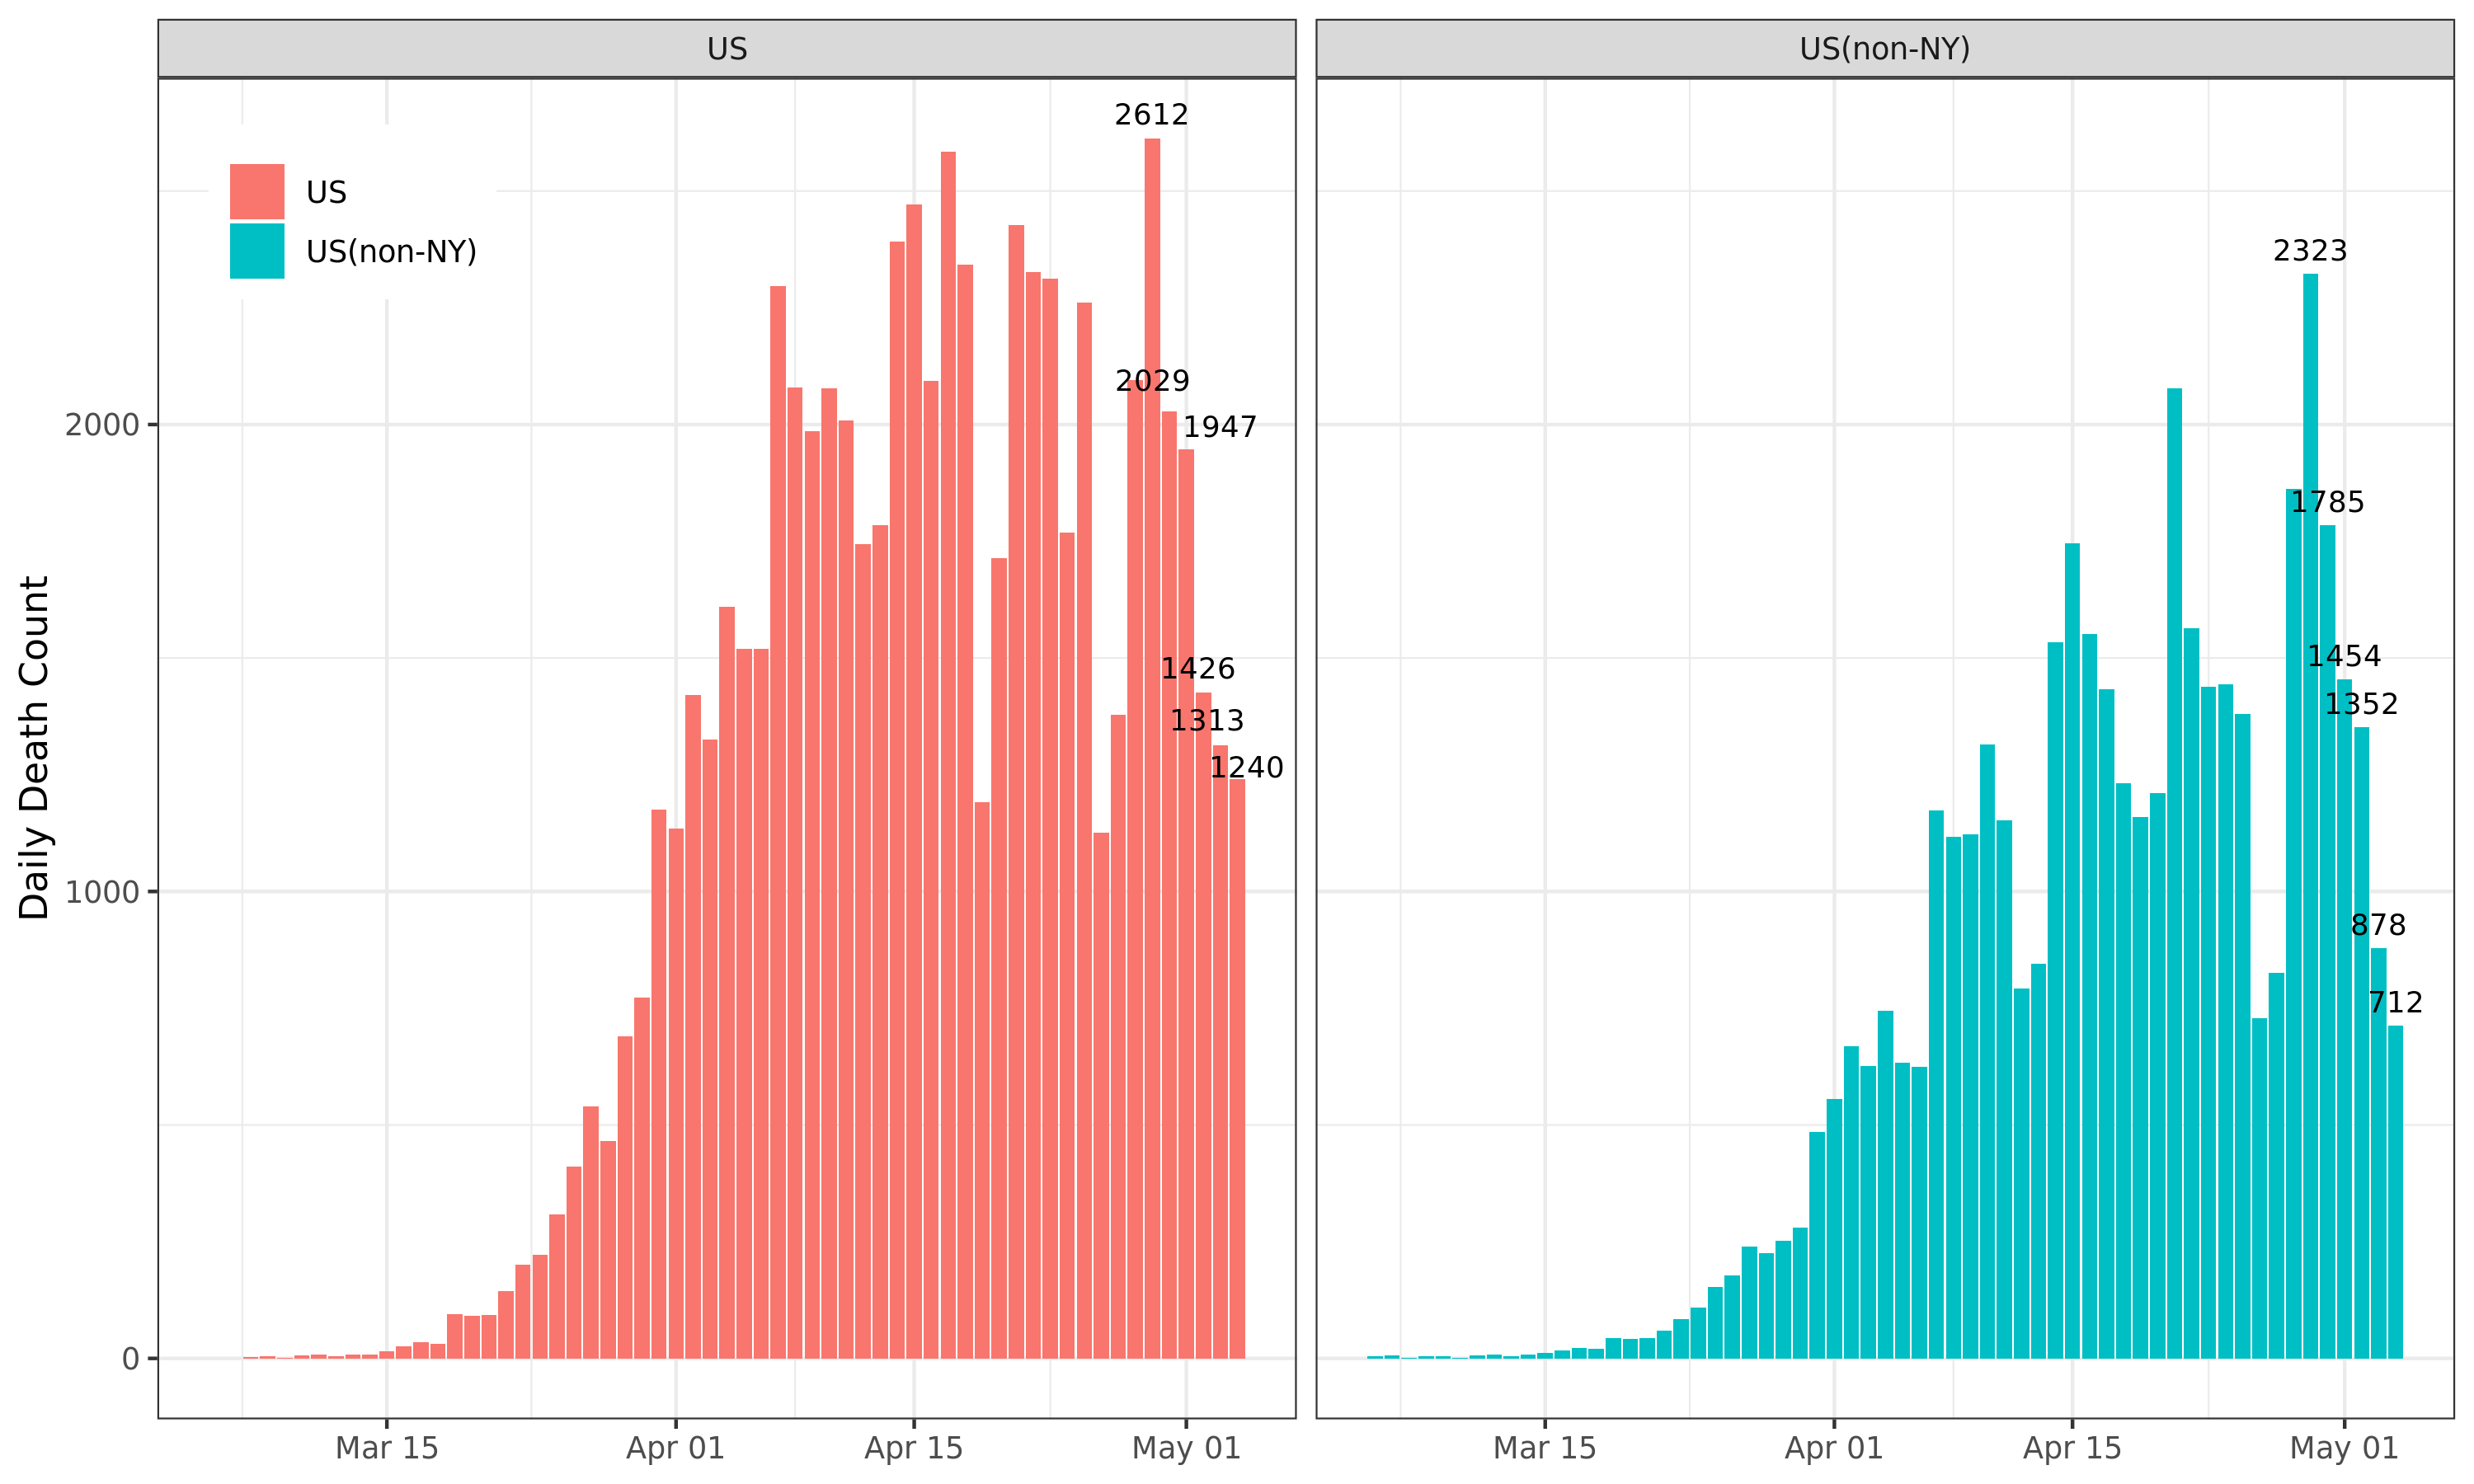 US
US(non-NY)
2612
US
US(non-NY)
2323
2029
1947
2000
1785
1426
1454
1313
1352
1240
Daily Death Count
1000
878
712
0
Mar 15
Apr 01
Apr 15
May 01
Mar 15
Apr 01
Apr 15
May 01